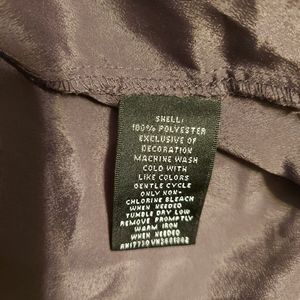 SHELL:
100% POLYESTER
EXCLUSIVE OF
DECORATION
MACHINE WASH
COLD WITH
LIKE COLORS
GENTLE CYCLE
ONLY NON-
CHLORINE BLEACH
WHEN NEEDED
TUMBLE DRY LOW
REMOVE PROMPTLY
WARM IRON
WHEN NEEDED